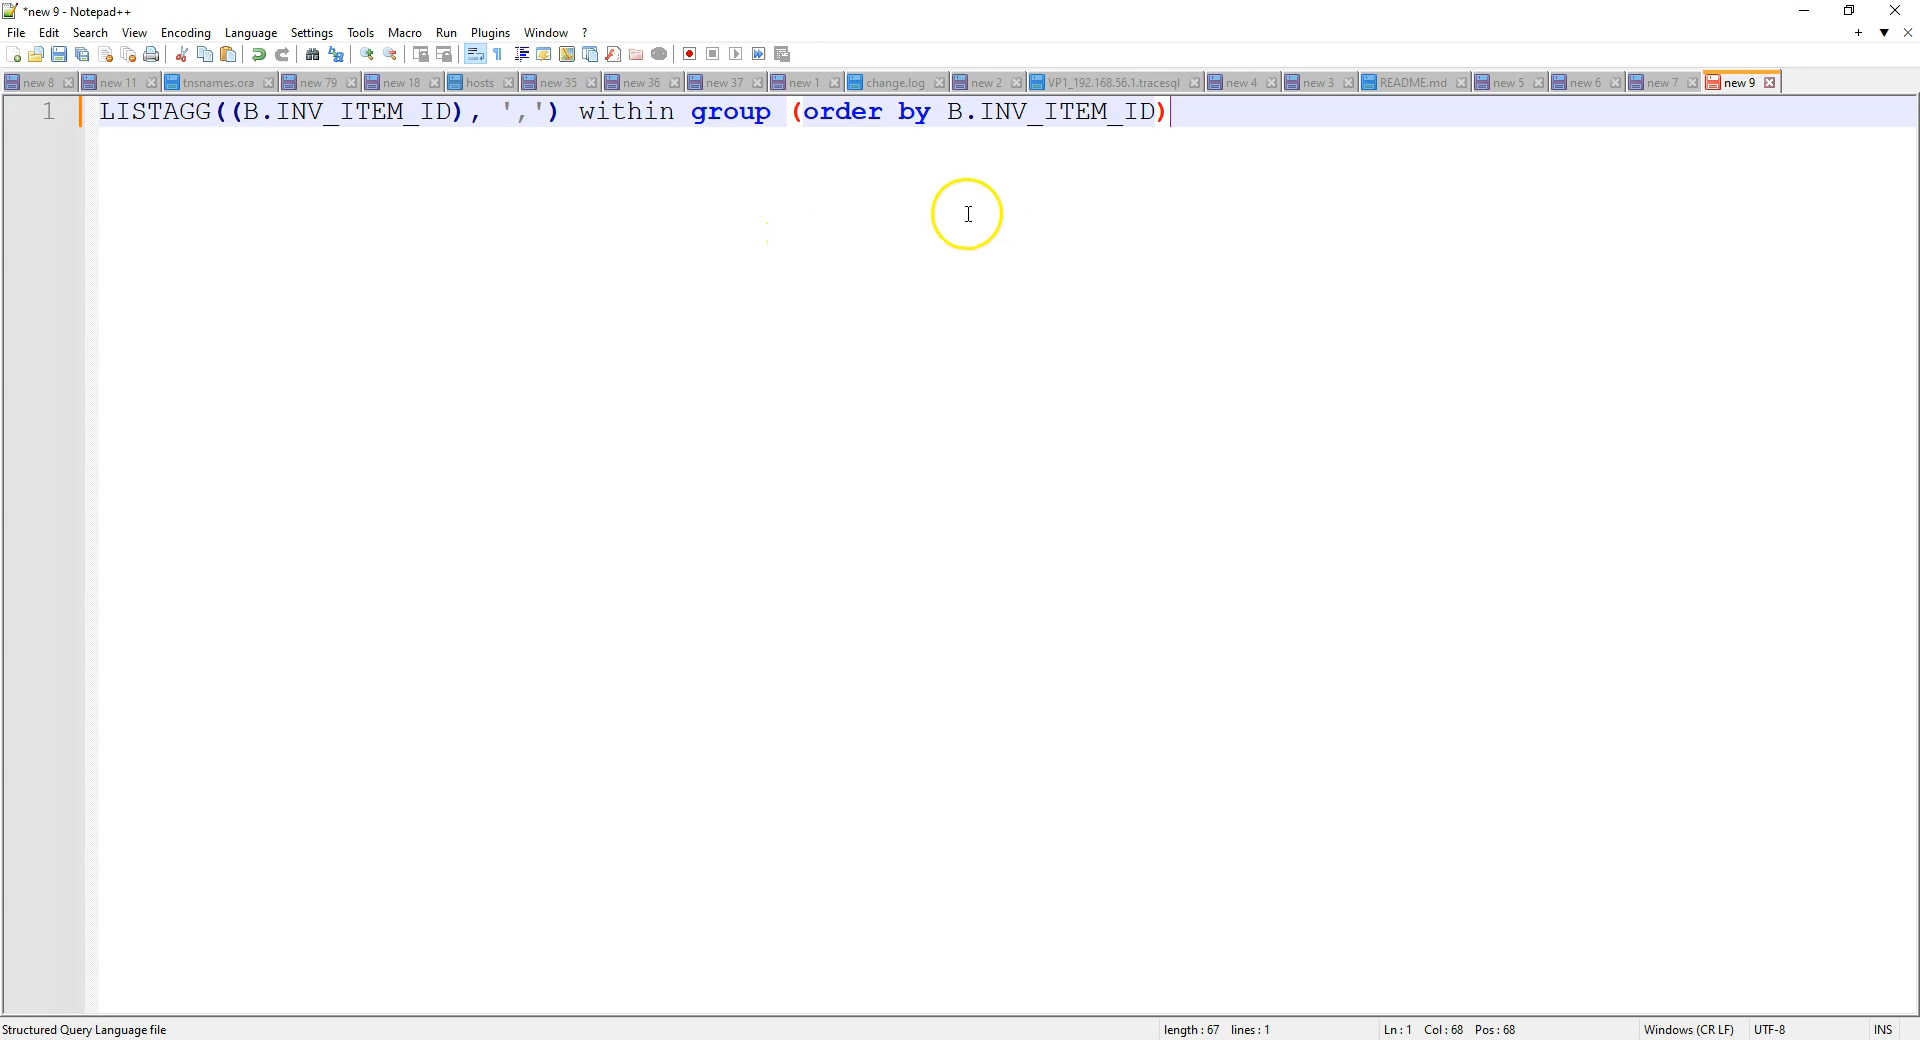 *new 9 - Notepad++
File Edit Search View Encoding Language Settings Tools Macro Run Plugins Window ?
new 8 new 11 tnsnames.ora new 79 new 18 hosts new 35 new 36 new 37 new 1 change.log new 2 VP1_192.168.56.1.tracesql new 4 new 3 README.md new 5 new 6 new 7 new 9
1 LISTAGG((B.INV_ITEM_ID), ',') within group (order by B.INV_ITEM_ID)
Structured Query Language file length : 67 lines : 1 Ln : 1 Col : 68 Pos : 68 Windows (CR LF) UTF-8 INS